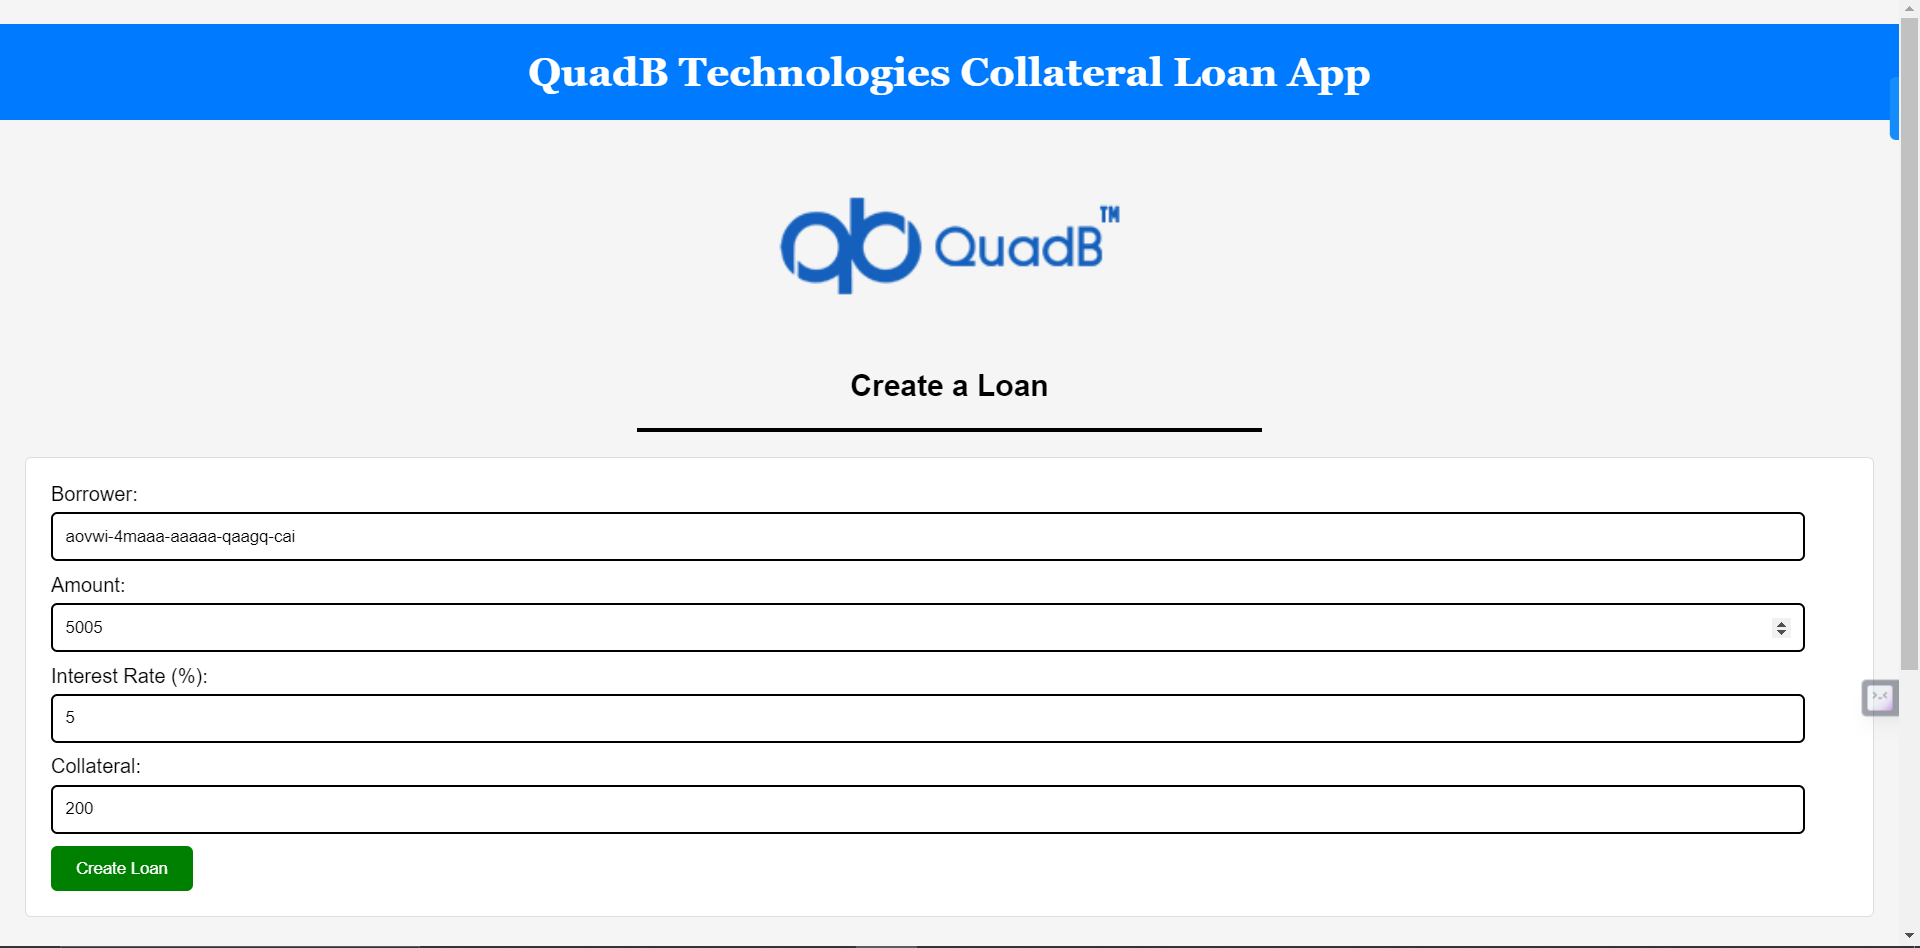 QuadB Technologies Collateral Loan App
qb QuadB™
Create a Loan
Borrower:
aovwi-4maaa-aaaaa-qaagq-cai
Amount:
5005
Interest Rate (%):
5
Collateral:
200
Create Loan